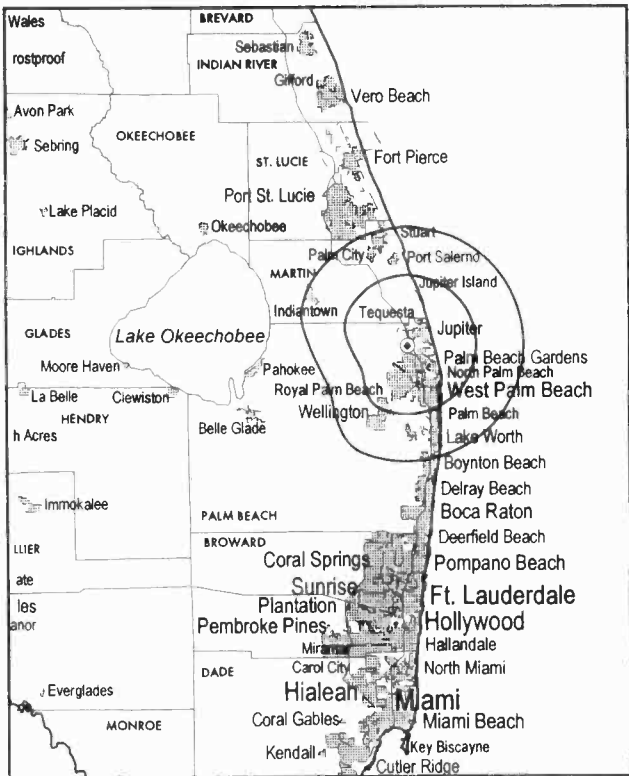 Wales
BREVARD
Sebastian
rostproof
INDIAN RIVER
Gifford
Vero Beach
Avon Park
OKEECHOBEE
Sebring
Fort Pierce
ST. LUCIE
Port St. Lucie
Lake Placid
Okeechobee
Stuart
IGHLANDS
Palm City
Port Salerno
MARTIN
Jupiter Island
Indiantown
Tequesta
GLADES
Lake Okeechobee
Jupiter
Moore Haven
Pahokee
Palm Beach Gardens
North Palm Beach
La Belle
Clewiston
Royal Palm Beach
West Palm Beach
HENDRY
Wellington
Palm Beach
h Acres
Belle Glade
Lake Worth
Boynton Beach
Delray Beach
Immokalee
PALM BEACH
Boca Raton
BROWARD
Deerfield Beach
LLIER
Coral Springs
Pompano Beach
ate
Sunrise
Ft. Lauderdale
les
Plantation
anor
Pembroke Pines
Hollywood
Miramar
Hallandale
DADE
Carol City
North Miami
Everglades
Hialeah
Miami
MONROE
Coral Gables
Miami Beach
Kendall
Key Biscayne
Cutler Ridge